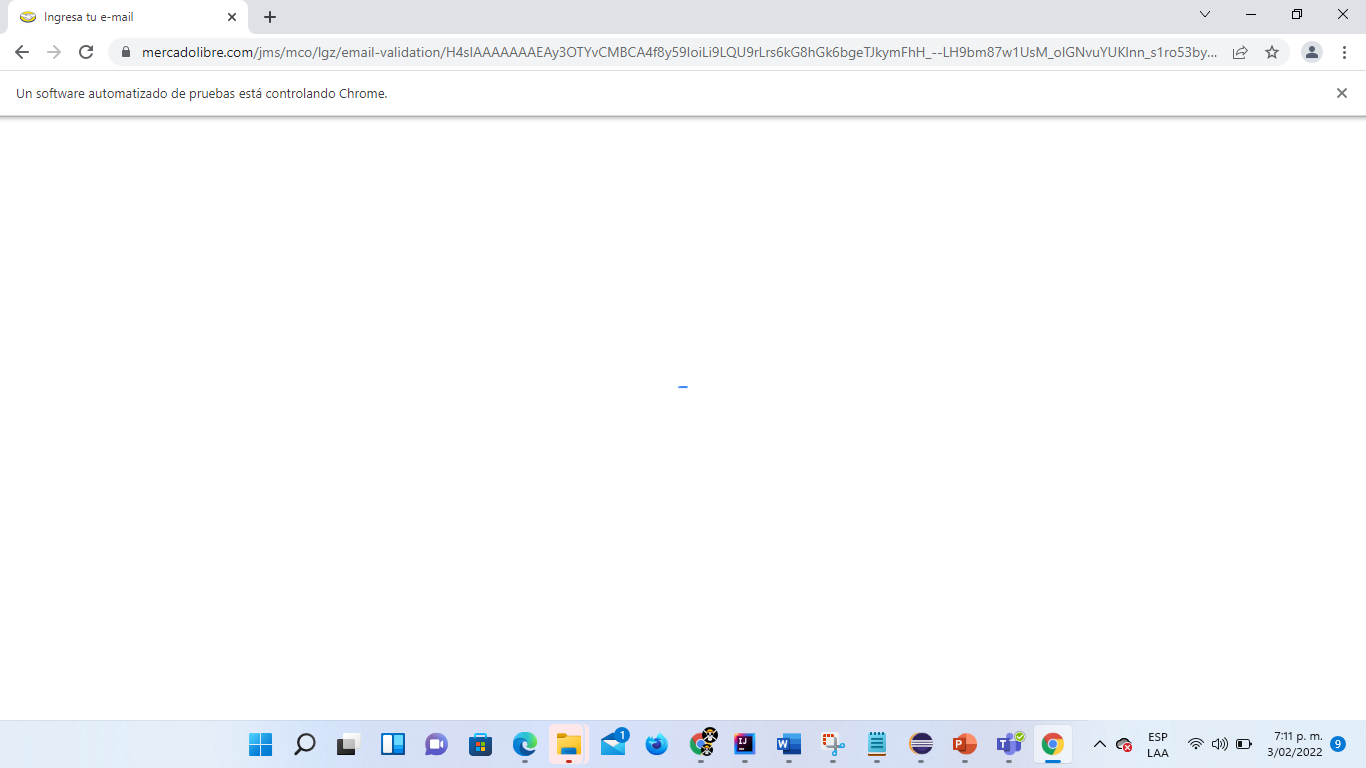 Ingresa tu e-mail
mercadolibre.com/jms/mco/lgz/email-validation/H4sIAAAAAAAEAy3OTYvCMBCA4f8y59IoiLi9LQU9rLrs6kG8hGk6bgeTJkymFhH_--LH9bm87w1UsM_olGNvuYUKlnn_s1ro53by...
Un software automatizado de pruebas está controlando Chrome.
1
IJ
W
P
ESP
LAA
7:11 p. m.
3/02/2022
9